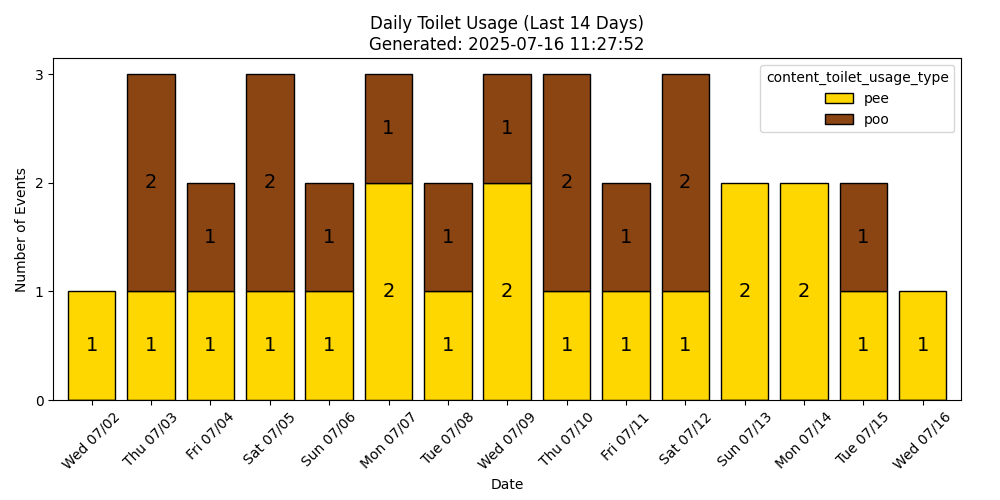 Daily Toilet Usage (Last 14 Days)
Generated: 2025-07-16 11:27:52
content_toilet_usage_type
pee
poo
Number of Events
3
2
1
0
1
2
1
1
1
2
1
1
1
1
2
1
1
1
2
2
1
1
1
2
1
2
2
1
1
1
Wed 07/02
Thu 07/03
Fri 07/04
Sat 07/05
Sun 07/06
Mon 07/07
Tue 07/08
Wed 07/09
Thu 07/10
Fri 07/11
Sat 07/12
Sun 07/13
Mon 07/14
Tue 07/15
Wed 07/16
Date